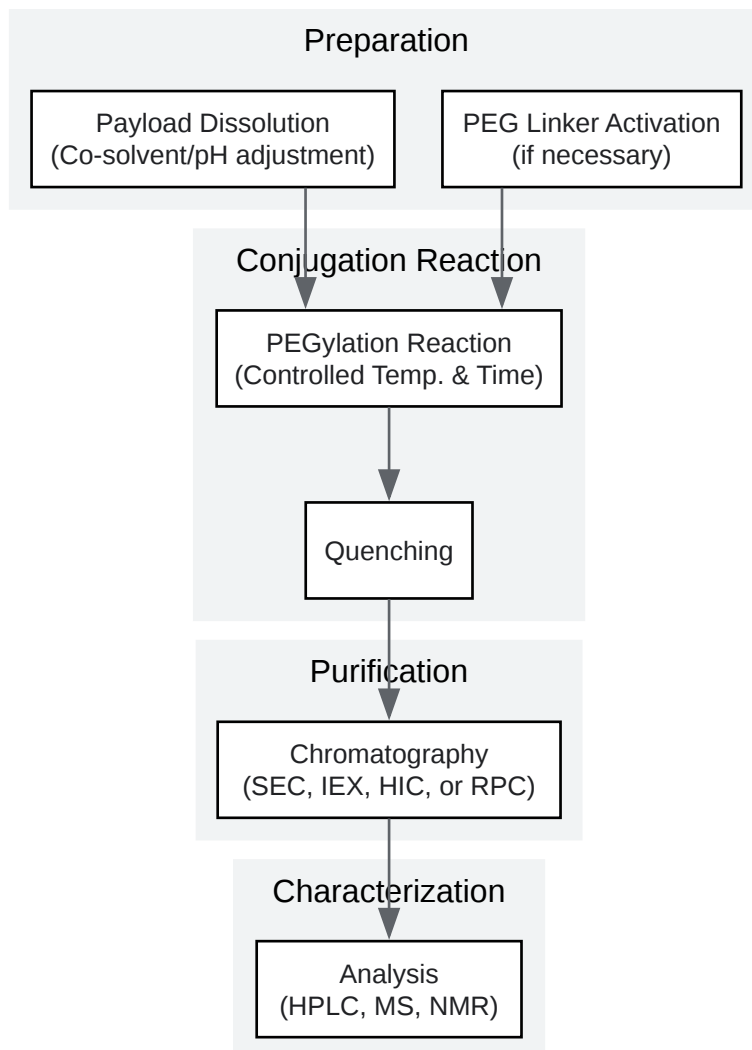 Preparation
Payload Dissolution
(Co-solvent/pH adjustment)
PEG Linker Activation
(if necessary)
Conjugation Reaction
PEGylation Reaction
(Controlled Temp. & Time)
Quenching
Purification
Chromatography
(SEC, IEX, HIC, or RPC)
Characterization
Analysis
(HPLC, MS, NMR)